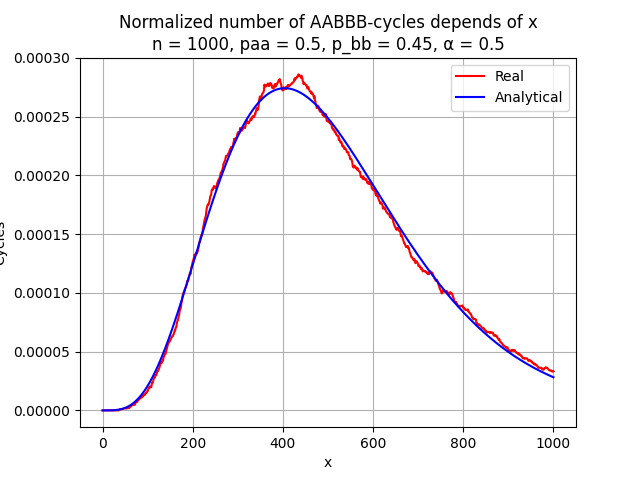 Normalized number of AABBB-cycles depends of x
n = 1000, paa = 0.5, p_bb = 0.45, α = 0.5
0.00030
0.00025
0.00020
0.00015
0.00010
0.00005
0.00000
Cycles
Real
Analytical
0
200
400
600
800
1000
x